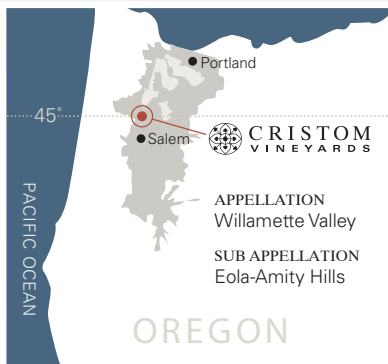 Portland
45°
Salem
CRISTOM
VINEYARDS
APPELLATION
Willamette Valley
SUB APPELLATION
Eola-Amity Hills
PACIFIC OCEAN
OREGON